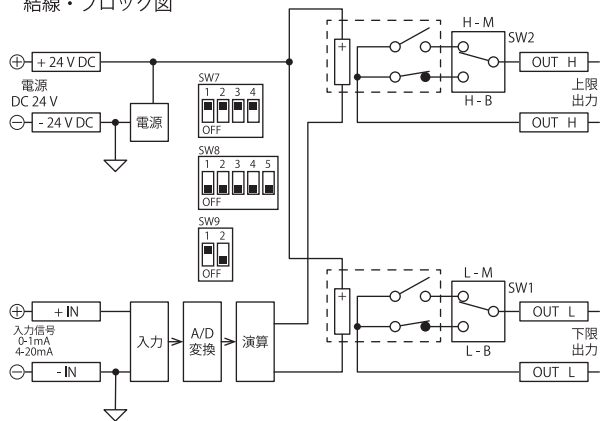 結線・ブロック図
+ 24 V DC
電源
DC 24 V
- 24 V DC
電源
SW7
1 2 3 4
OFF
SW8
1 2 3 4 5
OFF
SW9
1 2
OFF
+
H - M
SW2
H - B
OUT H
上限
出力
OUT H
+ IN
入力信号
0-1mA
4-20mA
- IN
入力
A/D
変換
演算
+
L - M
SW1
L - B
OUT L
下限
出力
OUT L